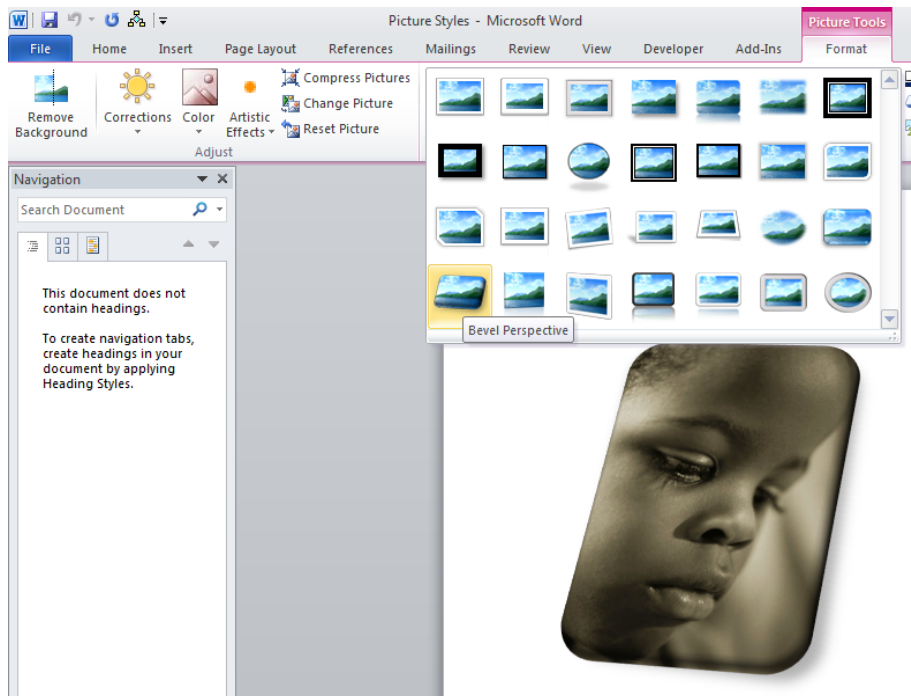 Picture Styles - Microsoft Word
Picture Tools
File Home Insert Page Layout References Mailings Review View Developer Add-Ins Format
Remove Background
Corrections
Color
Artistic Effects
Compress Pictures
Change Picture
Reset Picture
Adjust
Navigation
Search Document
This document does not
contain headings.
To create navigation tabs,
create headings in your
document by applying
Heading Styles.
Bevel Perspective